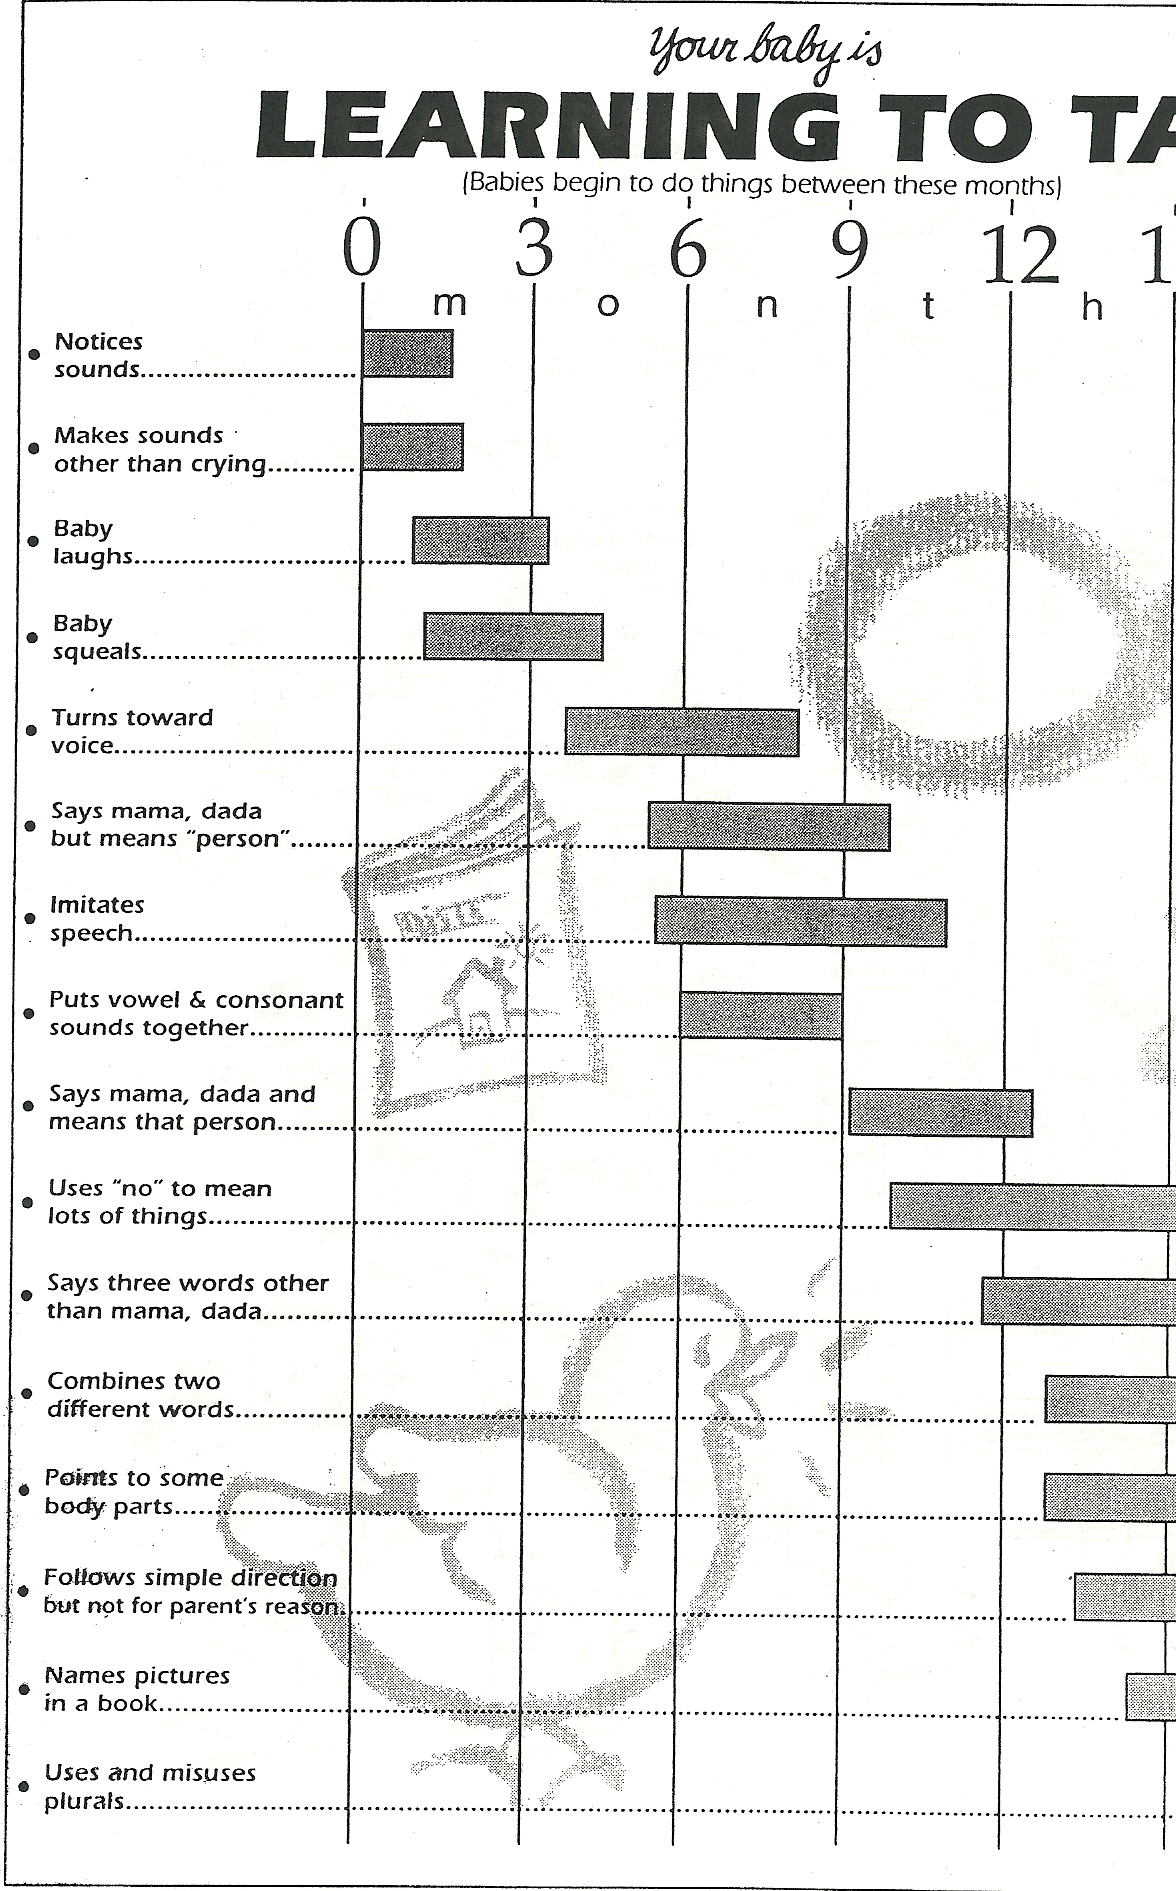 Your baby is
LEARNING TO TA
(Babies begin to do things between these months)
0 3 6 9 12 1
m o n t h
• Notices
sounds
• Makes sounds
other than crying
• Baby
laughs
• Baby
squeals
• Turns toward
voice
• Says mama, dada
but means “person”
• Imitates
speech
• Puts vowel & consonant
sounds together
• Says mama, dada and
means that person
• Uses “no” to mean
lots of things
• Says three words other
than mama, dada
• Combines two
different words
• Points to some
body parts
• Follows simple direction
but not for parent's reason.
• Names pictures
in a book
• Uses and misuses
plurals